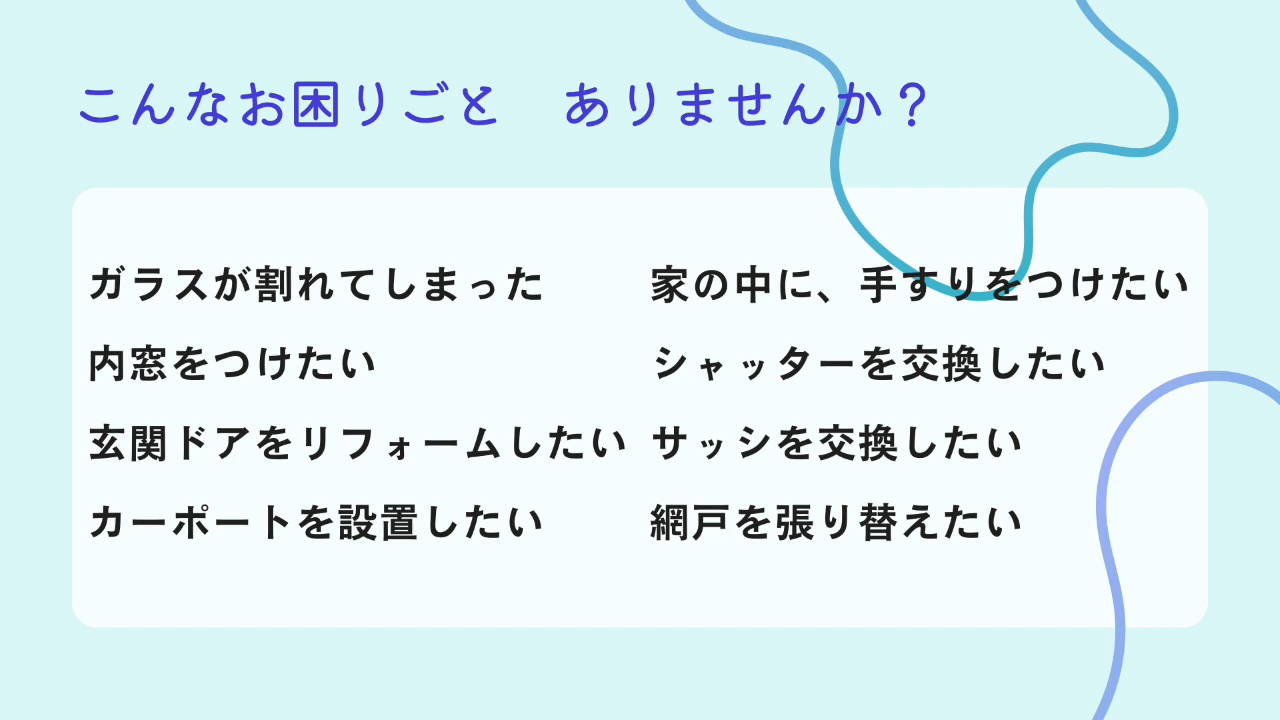 こんなお困りごと　ありませんか？
ガラスが割れてしまった
内窓をつけたい
玄関ドアをリフォームしたい
カーポートを設置したい
家の中に、手すりをつけたい
シャッターを交換したい
サッシを交換したい
網戸を張り替えたい